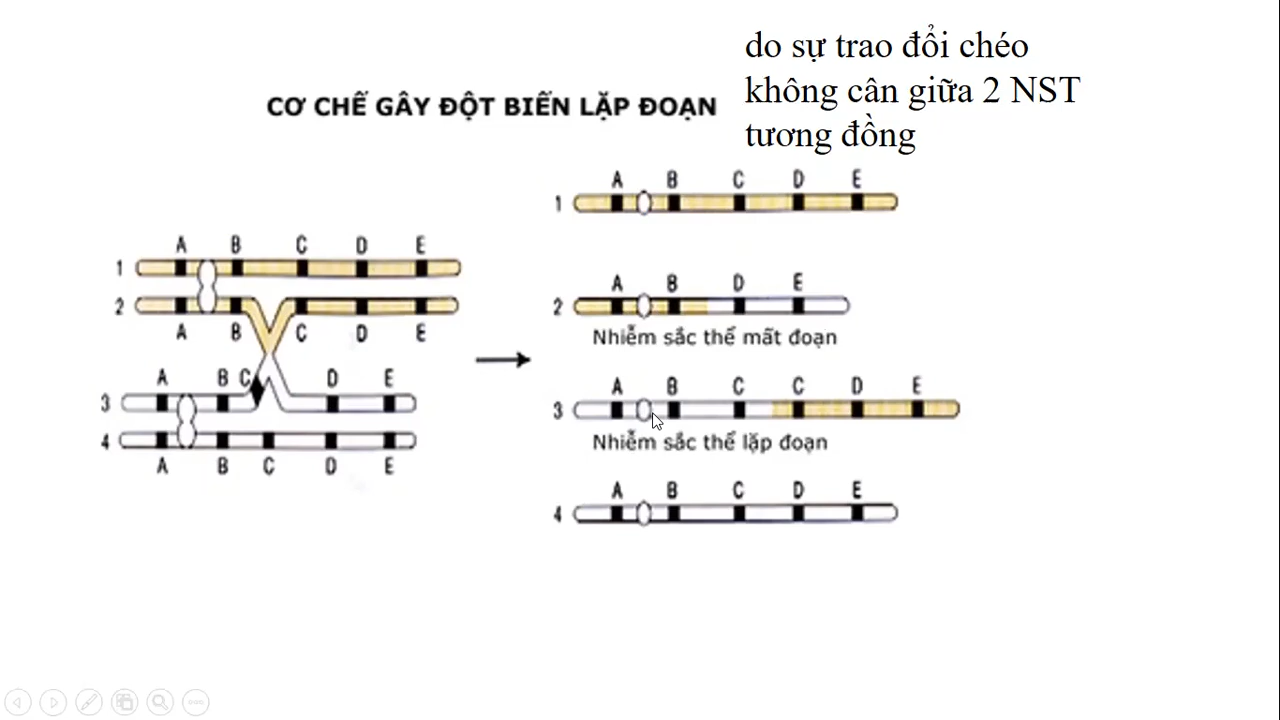 do sự trao đổi chéo
không cân giữa 2 NST
tương đồng
CƠ CHẾ GÂY ĐỘT BIẾN LẶP ĐOẠN
A B C D E
1
2
A B C D E
A B C D E
3
4
A B C D E
A B C D E
1
A B D E
2
Nhiễm sắc thể mất đoạn
A B C C D E
3
Nhiễm sắc thể lặp đoạn
A B C D E
4